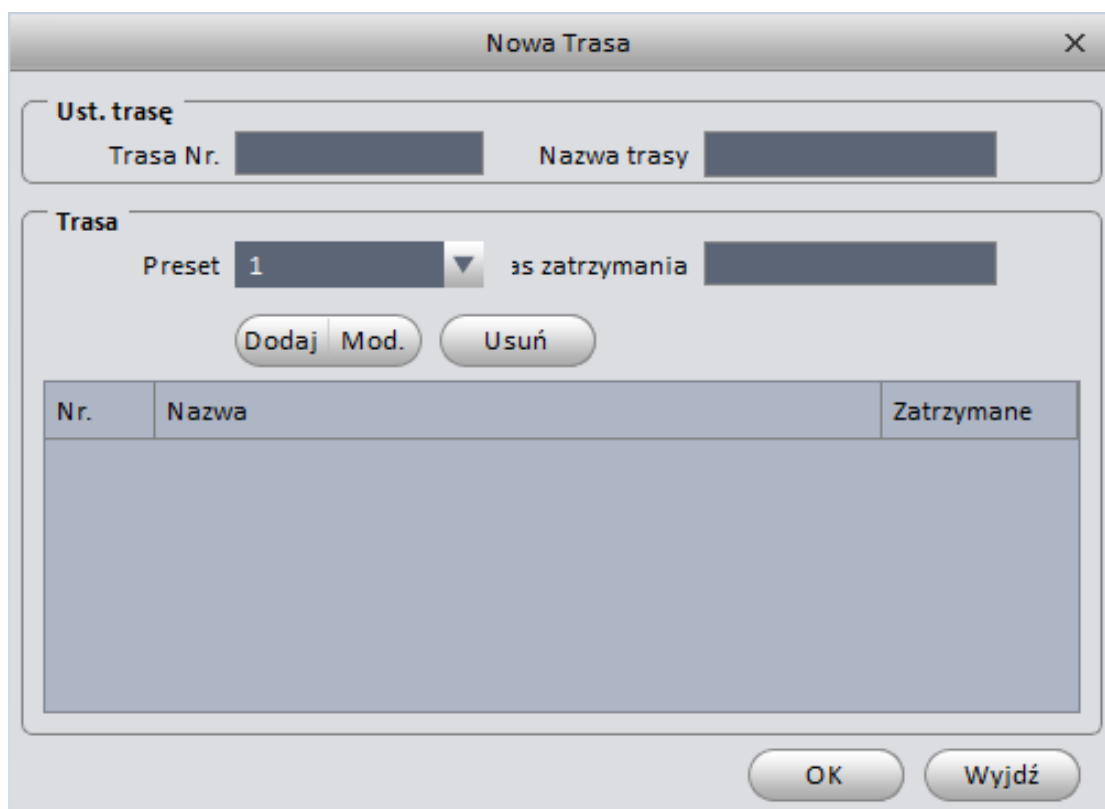 Nowa Trasa
Ust. trasę
Trasa Nr. Nazwa trasy
Trasa
Preset 1 as zatrzymania
Dodaj Mod. Usuń
Nr. Nazwa Zatrzymane
OK Wyjdź